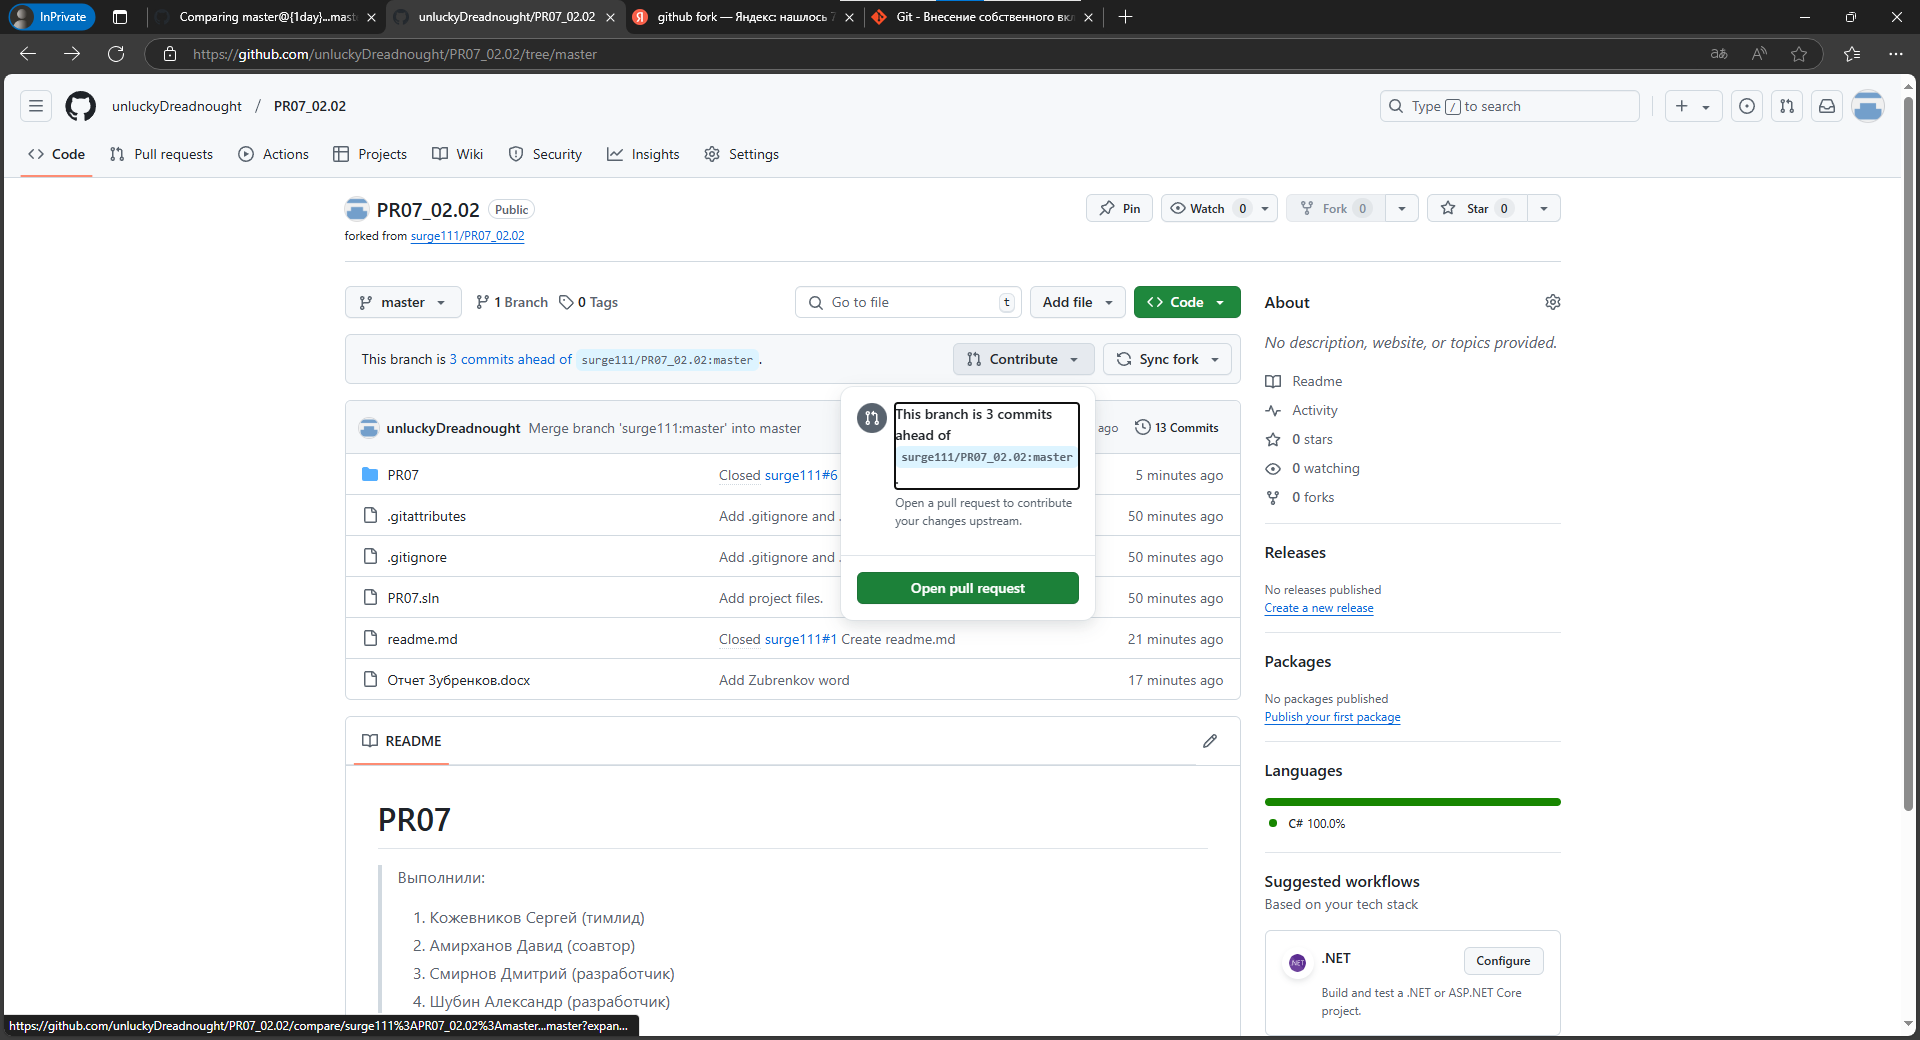 InPrivate
Comparing master@{1day}...mast
unluckyDreadnought/PR07_02.02
github fork — Яндекс: нашлось 7
Git - Внесение собственного вкл
https://github.com/unluckyDreadnought/PR07_02.02/tree/master
unluckyDreadnought / PR07_02.02
Type / to search
Code
Pull requests
Actions
Projects
Wiki
Security
Insights
Settings
PR07_02.02 Public
Pin
Watch 0
Fork 0
Star 0
forked from surge111/PR07_02.02
master
1 Branch
0 Tags
Go to file t
Add file
Code
This branch is 3 commits ahead of surge111/PR07_02.02:master .
Contribute
Sync fork
This branch is 3 commits
ahead of
surge111/PR07_02.02:master
.
Open a pull request to contribute
your changes upstream.
Open pull request
unluckyDreadnought Merge branch 'surge111:master' into master
ago
13 Commits
PR07 Closed surge111#6 5 minutes ago
.gitattributes Add .gitignore and . 50 minutes ago
.gitignore Add .gitignore and . 50 minutes ago
PR07.sln Add project files. 50 minutes ago
readme.md Closed surge111#1 Create readme.md 21 minutes ago
Отчет Зубренков.docx Add Zubrenkov word 17 minutes ago
README
PR07
Выполнили:
1. Кожевников Сергей (тимлид)
2. Амирханов Давид (соавтор)
3. Смирнов Дмитрий (разработчик)
4. Шубин Александр (разработчик)
About
No description, website, or topics provided.
Readme
Activity
0 stars
0 watching
0 forks
Releases
No releases published
Create a new release
Packages
No packages published
Publish your first package
Languages
C# 100.0%
Suggested workflows
Based on your tech stack
.NET
.NET
Configure
Build and test a .NET or ASP.NET Core
project.
https://github.com/unluckyDreadnought/PR07_02.02/compare/surge111%3APR07_02.02%3Amaster...master?expan...